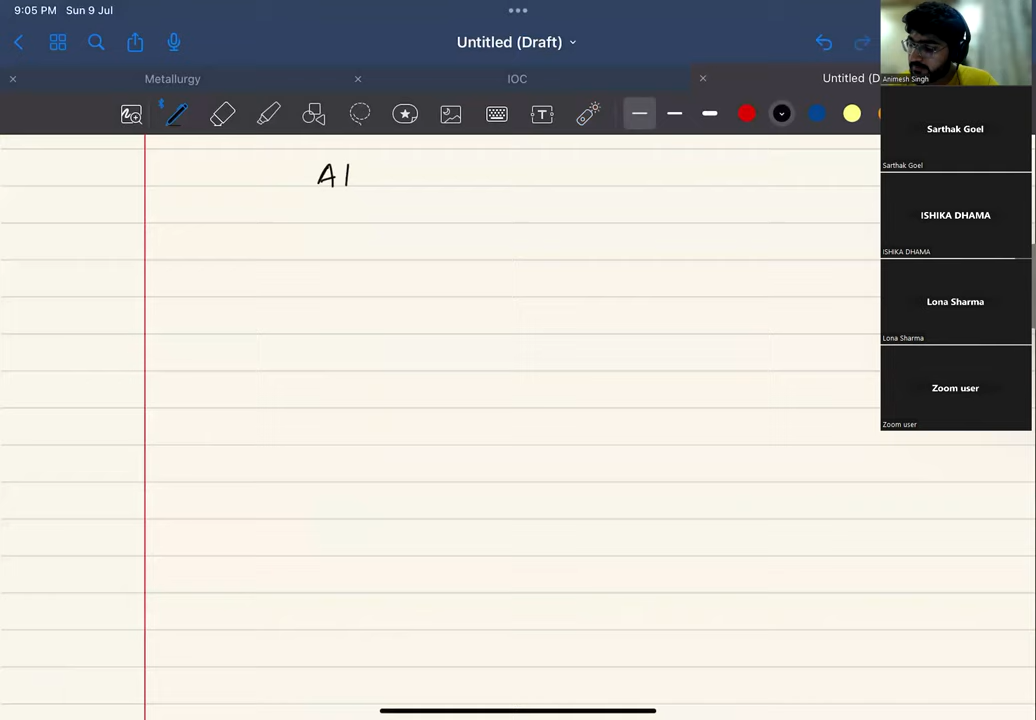 9:05 PM Sun 9 Jul
Untitled (Draft)
Metallurgy
IOC
Untitled (D
T
Al
Animesh Singh
Sarthak Goel
Sarthak Goel
ISHIKA DHAMA
ISHIKA DHAMA
Lona Sharma
Lona Sharma
Zoom user
Zoom user